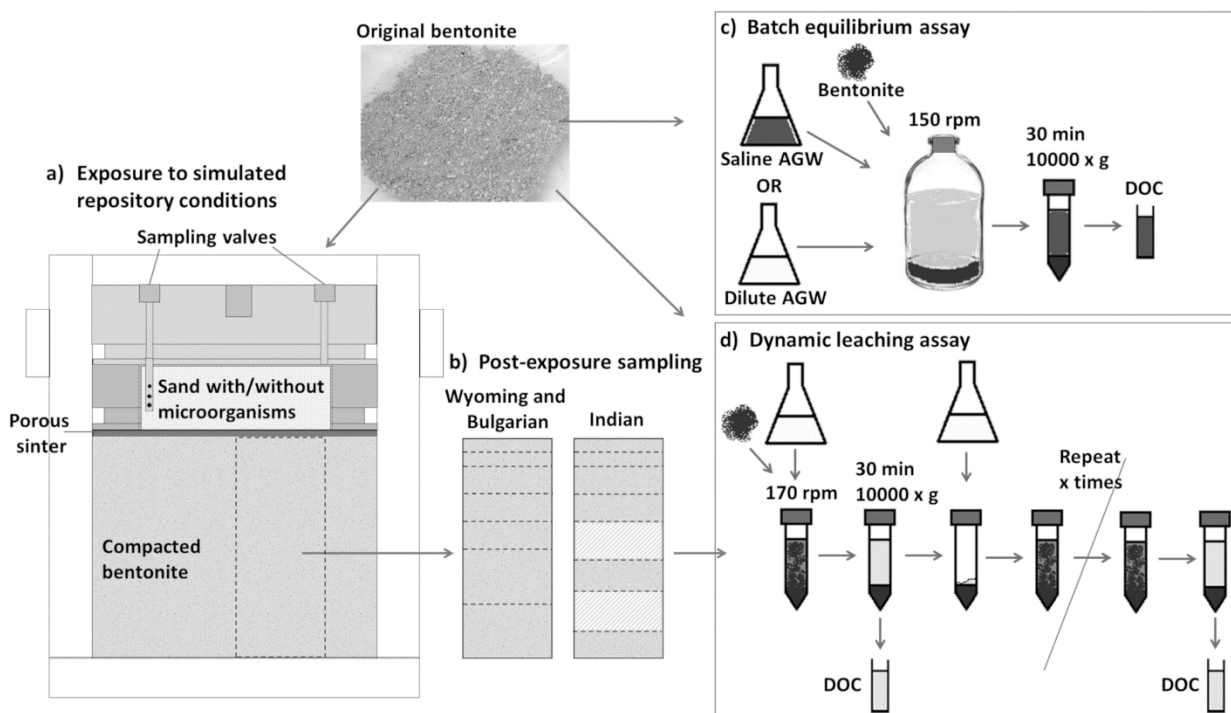 Original bentonite
a) Exposure to simulated
repository conditions
Sampling valves
Sand with/without
microorganisms
Porous
sinter
Compacted
bentonite
b) Post-exposure sampling
Wyoming and
Bulgarian
Indian
c) Batch equilibrium assay
Bentonite
Saline AGW
OR
Dilute AGW
150 rpm
30 min
10000 x g
DOC
d) Dynamic leaching assay
170 rpm
30 min
10000 x g
Repeat
x times
DOC
DOC